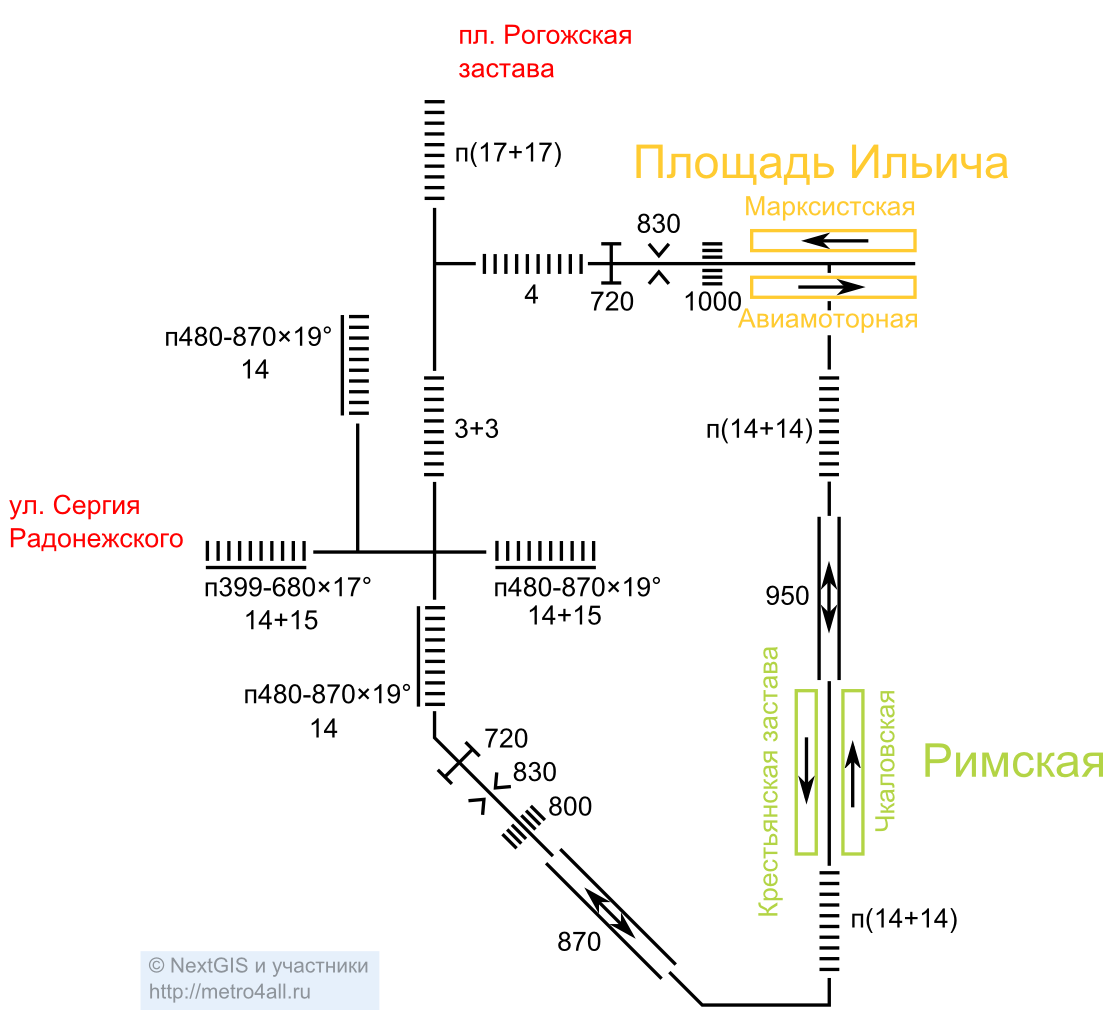 пл. Рогожская
застава
п(17+17)
Площадь Ильича
Марксистская
830
4
720
1000
Авиамоторная
п480-870×19°
14
3+3
п(14+14)
ул. Сергия
Радонежского
п399-680×17°
14+15
п480-870×19°
14+15
950
п480-870×19°
14
Крестьянская застава
Чкаловская
Римская
720
830
800
870
п(14+14)
© NextGIS и участники
http://metro4all.ru